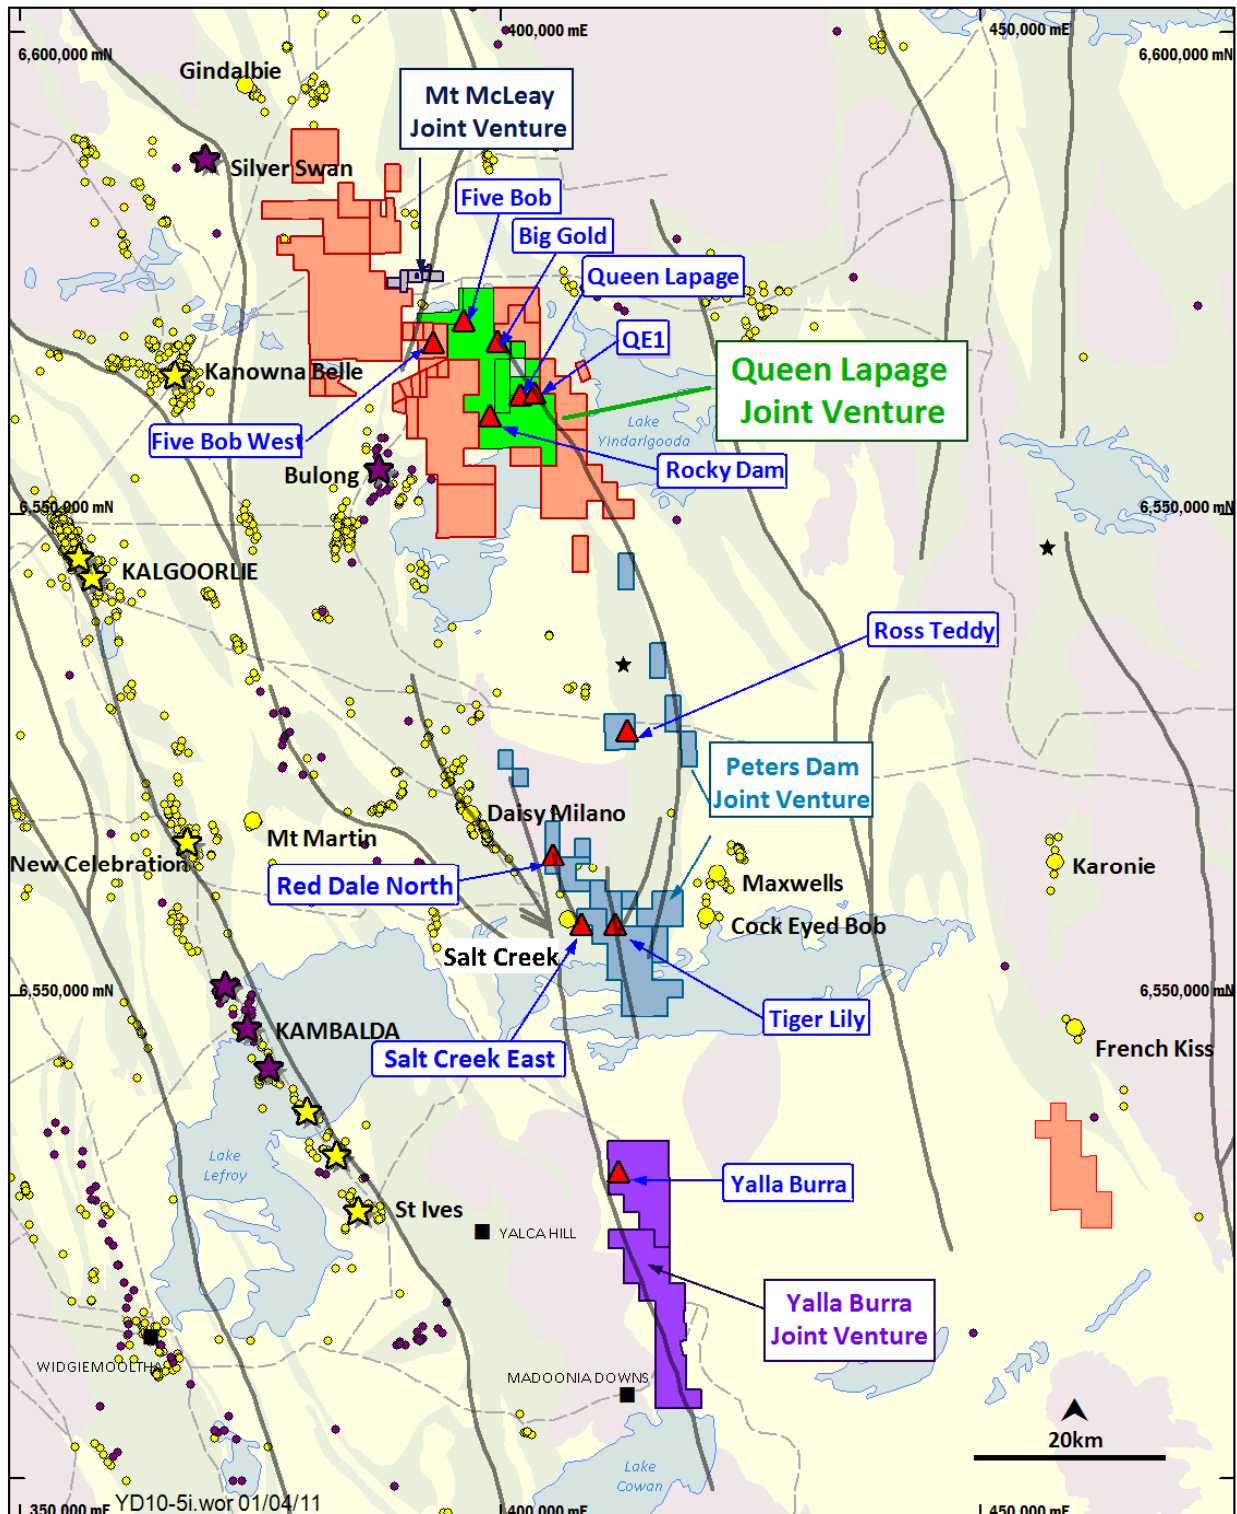 400,000 mE
450,000 mE
6,600,000 mN
6,600,000 mN
Gindalbie
Mt McLeay
Joint Venture
Silver Swan
Five Bob
Big Gold
Queen Lapage
QE1
Kanowna Belle
Queen Lapage
Joint Venture
Lake
Yindarlgooda
Five Bob West
Rocky Dam
Bulong
6,550,000 mN
6,550,000 mN
KALGOORLIE
Ross Teddy
Peters Dam
Joint Venture
Daisy Milano
Mt Martin
New Celebration
Red Dale North
Maxwells
Karonie
Cock Eyed Bob
Salt Creek
6,550,000 mN
6,550,000 mN
Tiger Lily
KAMBALDA
Salt Creek East
French Kiss
Lake
Lefroy
Yalla Burra
St Ives
YALCA HILL
Yalla Burra
Joint Venture
WIDGIEMOOLTHA
MADOONIA DOWNS
20km
Lake
Cowan
350,000 mE
YD10-5i.wor 01/04/11
400,000 mE
450,000 mE